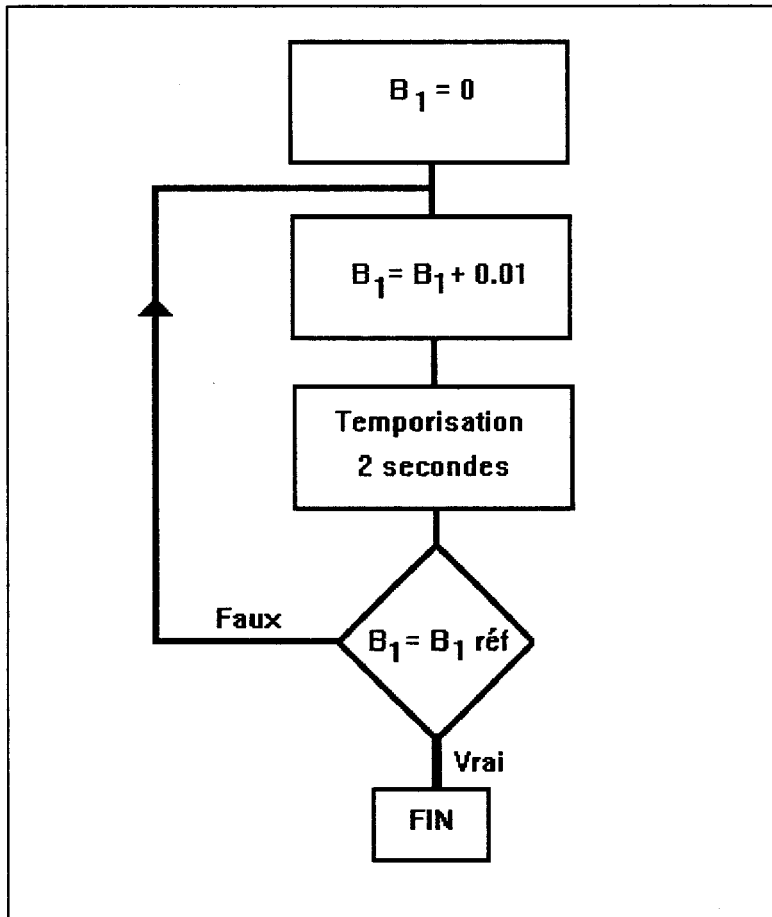 B1 = 0
B1 = B1 + 0.01
Temporisation
2 secondes
Faux
B1 = B1 réf
Vrai
FIN